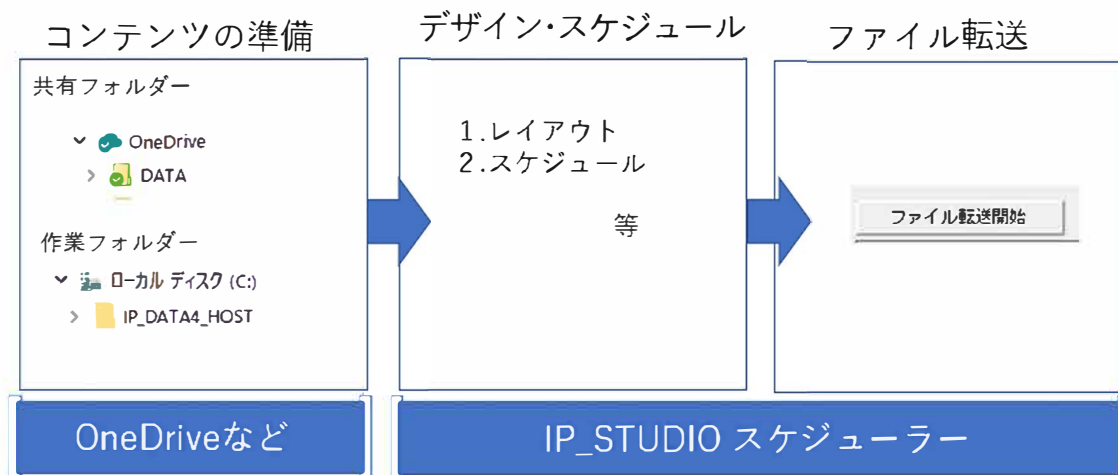 コンテンツの準備
デザイン・スケジュール
ファイル転送
共有フォルダー
OneDrive
DATA
作業フォルダー
ローカル ディスク (C:)
IP_DATA4_HOST
1.レイアウト
2.スケジュール
等
ファイル転送開始
OneDriveなど
IP_STUDIO スケジューラー